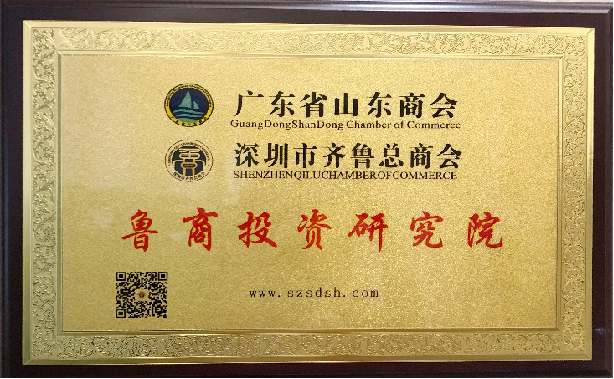 广东省山东商会
GuangDongShanDong Chamber of Commerce
深圳市齐鲁总商会
SHENZHENQILUCHAMBEROFCOMMERCE
鲁商投资研究院
www.szsdsh.com